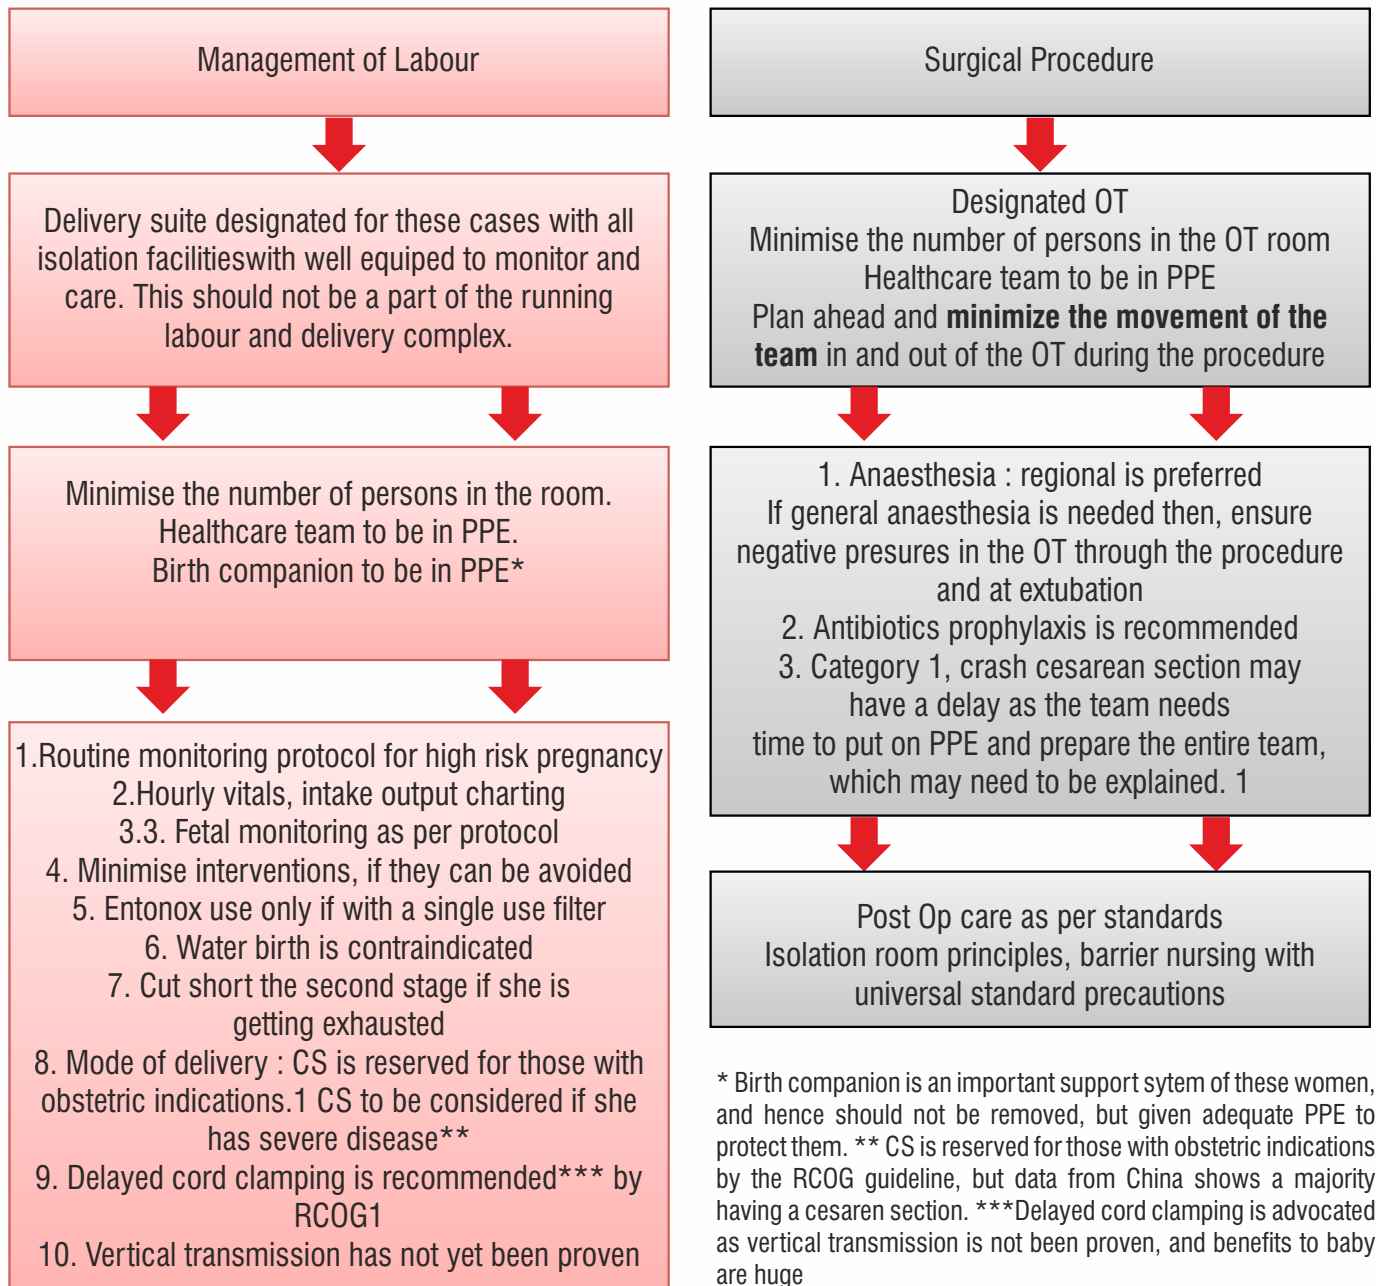 Management of Labour
Delivery suite designated for these cases with all
isolation facilitieswith well equiped to monitor and
care. This should not be a part of the running
labour and delivery complex.
Minimise the number of persons in the room.
Healthcare team to be in PPE.
Birth companion to be in PPE*
1.Routine monitoring protocol for high risk pregnancy
2.Hourly vitals, intake output charting
3.3. Fetal monitoring as per protocol
4. Minimise interventions, if they can be avoided
5. Entonox use only if with a single use filter
6. Water birth is contraindicated
7. Cut short the second stage if she is
getting exhausted
8. Mode of delivery : CS is reserved for those with
obstetric indications.1 CS to be considered if she
has severe disease**
9. Delayed cord clamping is recommended*** by
RCOG1
10. Vertical transmission has not yet been proven
Surgical Procedure
Designated OT
Minimise the number of persons in the OT room
Healthcare team to be in PPE
Plan ahead and minimize the movement of the
team in and out of the OT during the procedure
1. Anaesthesia : regional is preferred
If general anaesthesia is needed then, ensure
negative presures in the OT through the procedure
and at extubation
2. Antibiotics prophylaxis is recommended
3. Category 1, crash cesarean section may
have a delay as the team needs
time to put on PPE and prepare the entire team,
which may need to be explained. 1
Post Op care as per standards
Isolation room principles, barrier nursing with
universal standard precautions
* Birth companion is an important support sytem of these women,
and hence should not be removed, but given adequate PPE to
protect them. ** CS is reserved for those with obstetric indications
by the RCOG guideline, but data from China shows a majority
having a cesaren section. ***Delayed cord clamping is advocated
as vertical transmission is not been proven, and benefits to baby
are huge